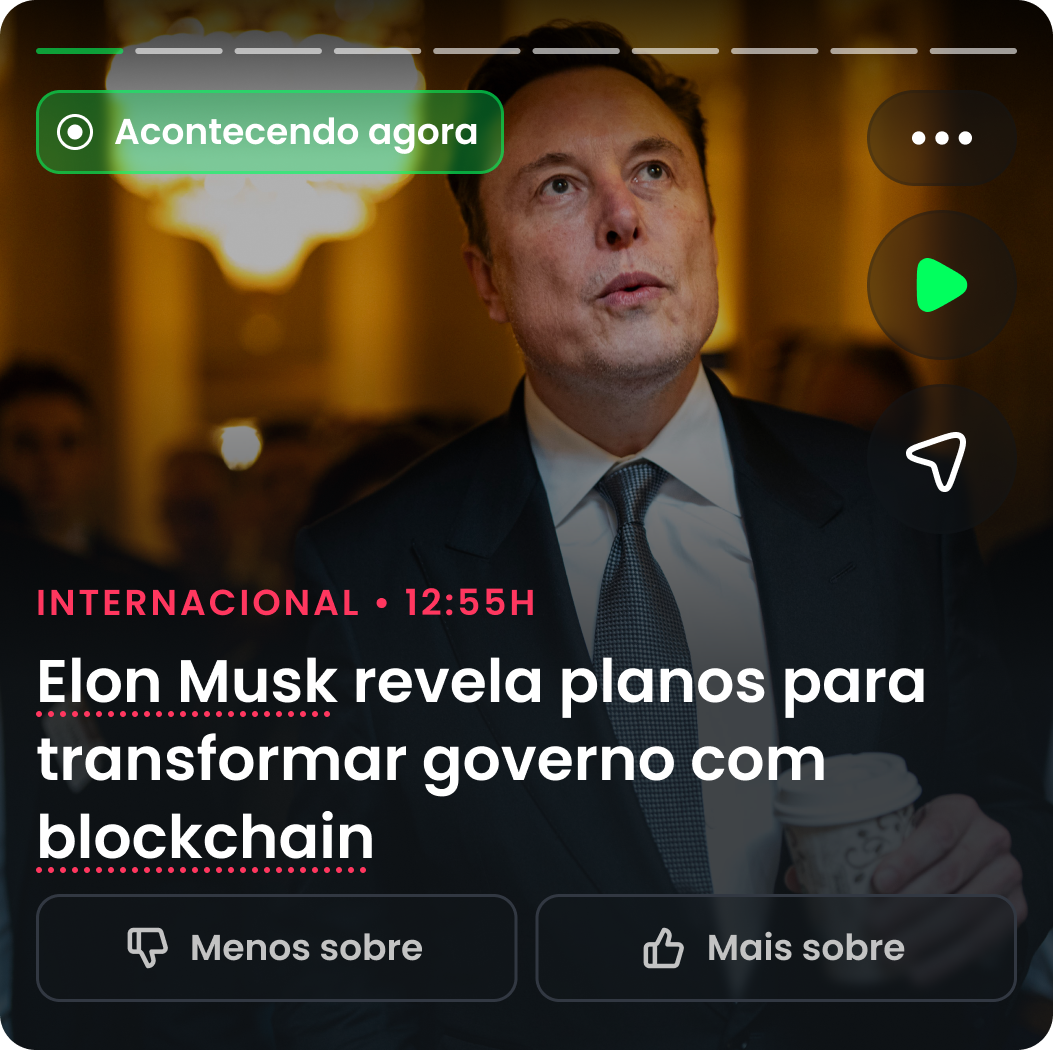 Acontecendo agora
INTERNACIONAL • 12:55H
Elon Musk revela planos para
transformar governo com
blockchain
Menos sobre
Mais sobre